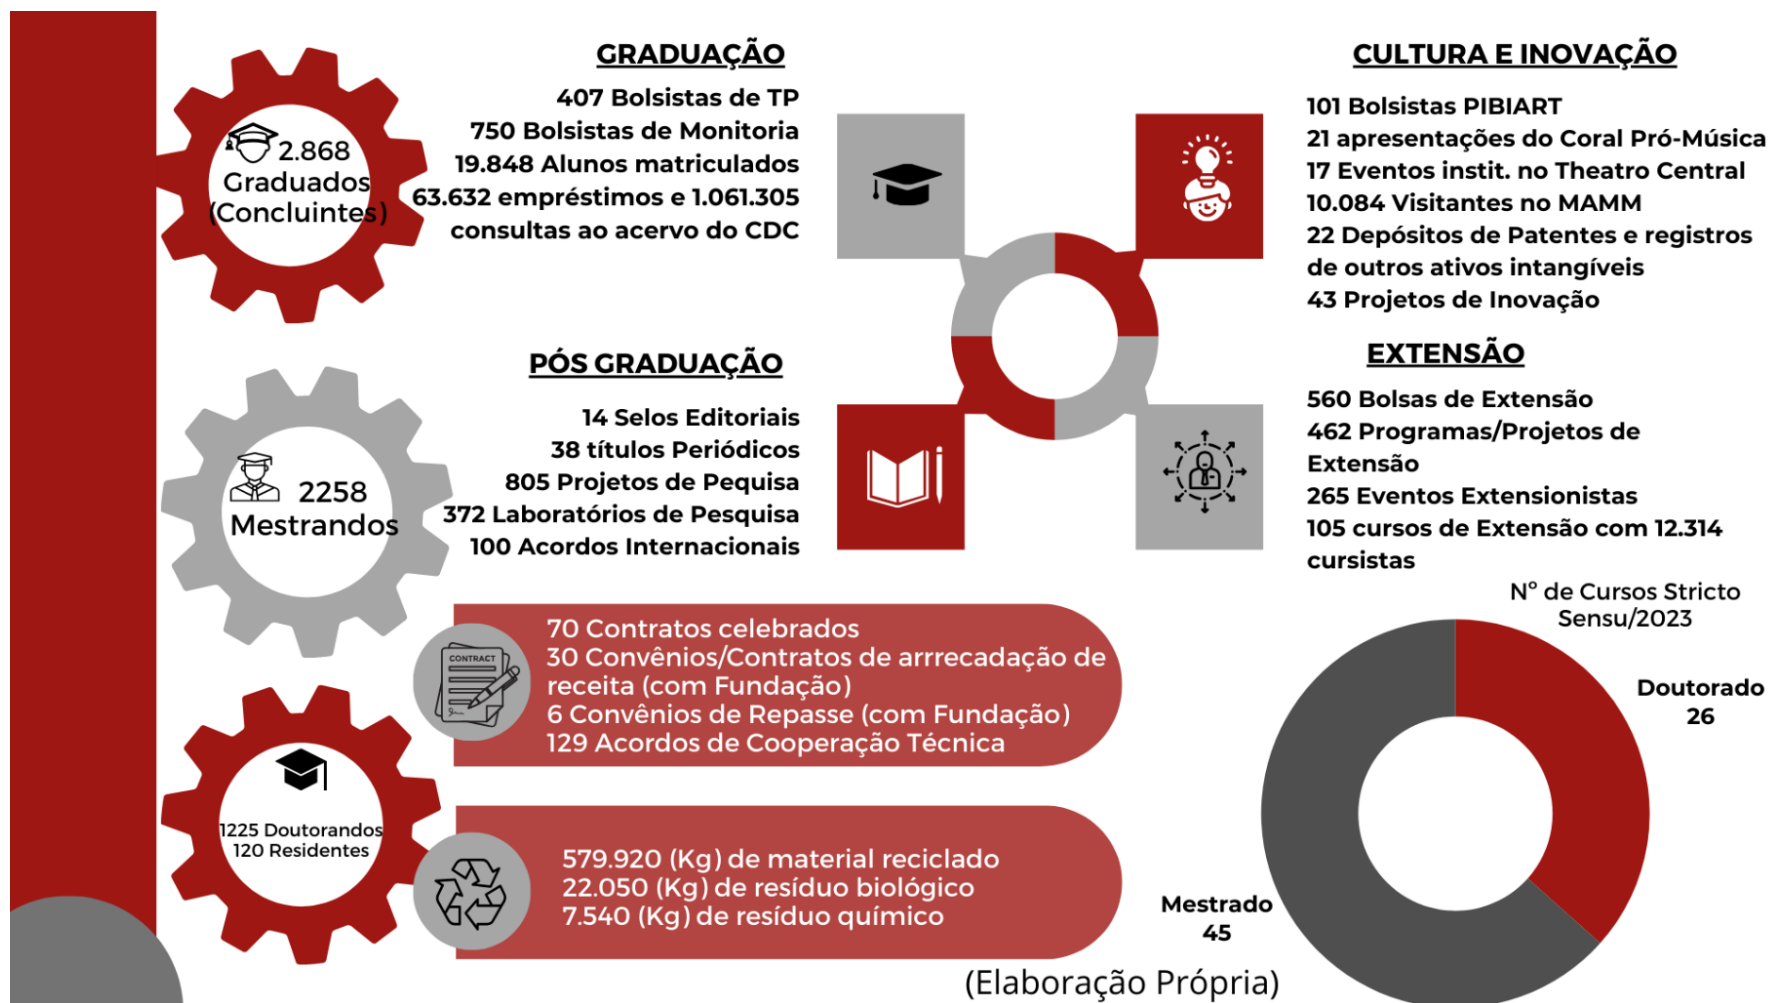 2.868
Graduados
(Concluintes)
GRADUAÇÃO
407 Bolsistas de TP
750 Bolsistas de Monitoria
19.848 Alunos matriculados
63.632 empréstimos e 1.061.305
consultas ao acervo do CDC
CULTURA E INOVAÇÃO
101 Bolsistas PIBIART
21 apresentações do Coral Pró-Música
17 Eventos instit. no Theatro Central
10.084 Visitantes no MAMM
22 Depósitos de Patentes e registros
de outros ativos intangíveis
43 Projetos de Inovação
2258
Mestrandos
PÓS GRADUAÇÃO
14 Selos Editoriais
38 títulos Periódicos
805 Projetos de Pequisa
372 Laboratórios de Pesquisa
100 Acordos Internacionais
EXTENSÃO
560 Bolsas de Extensão
462 Programas/Projetos de
Extensão
265 Eventos Extensionistas
105 cursos de Extensão com 12.314
cursistas
1225 Doutorandos
120 Residentes
CONTRACT
70 Contratos celebrados
30 Convênios/Contratos de arrrecadação de
receita (com Fundação)
6 Convênios de Repasse (com Fundação)
129 Acordos de Cooperação Técnica
579.920 (Kg) de material reciclado
22.050 (Kg) de resíduo biológico
7.540 (Kg) de resíduo químico
Nº de Cursos Stricto
Sensu/2023
Doutorado
26
Mestrado
45
(Elaboração Própria)